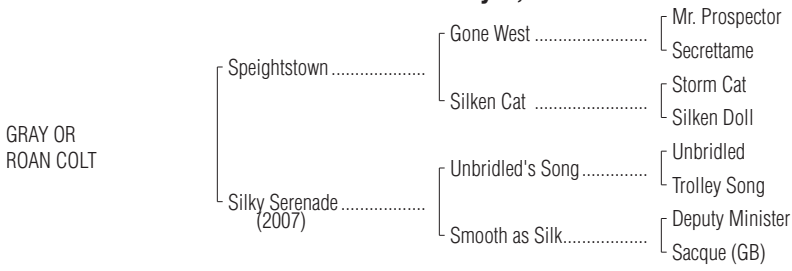 Mr. Prospector
Gone West ......................
Secrettame
Speightstown .....................
Storm Cat
Silken Cat ......................
Silken Doll
GRAY OR
ROAN COLT
Unbridled
Unbridled's Song .............
Trolley Song
Silky Serenade .................
(2007)
Deputy Minister
Smooth as Silk.................
Sacque (GB)